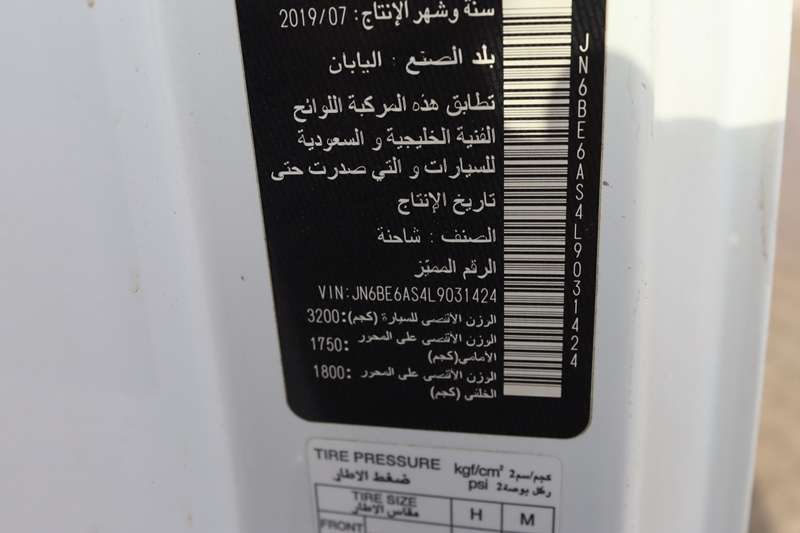 سنة وشهر الإنتاج: 2019/07
بلد الصنع : اليابان
تطابق هذه المركبة اللوائح
الفنية الخليجية و السعودية
للسيارات و التي صدرت حتى
تاريخ الإنتاج
الصنف : شاحنة
الرقم المميّز
VIN:JN6BE6AS4L9031424
الوزن الأقصى للسيارة (كجم):3200
الوزن الأقصى على المحور :1750
الأمامي(كجم)
الوزن الأقصى على المحور :1800
الخلفي (كجم)
JN6BE6AS4L9031424
TIRE PRESSURE kgf/cm² كجم/سم2
ضغط الاطار psi رطل/بوصة2
TIRE SIZE
مقاس الاطار H M
FRONT